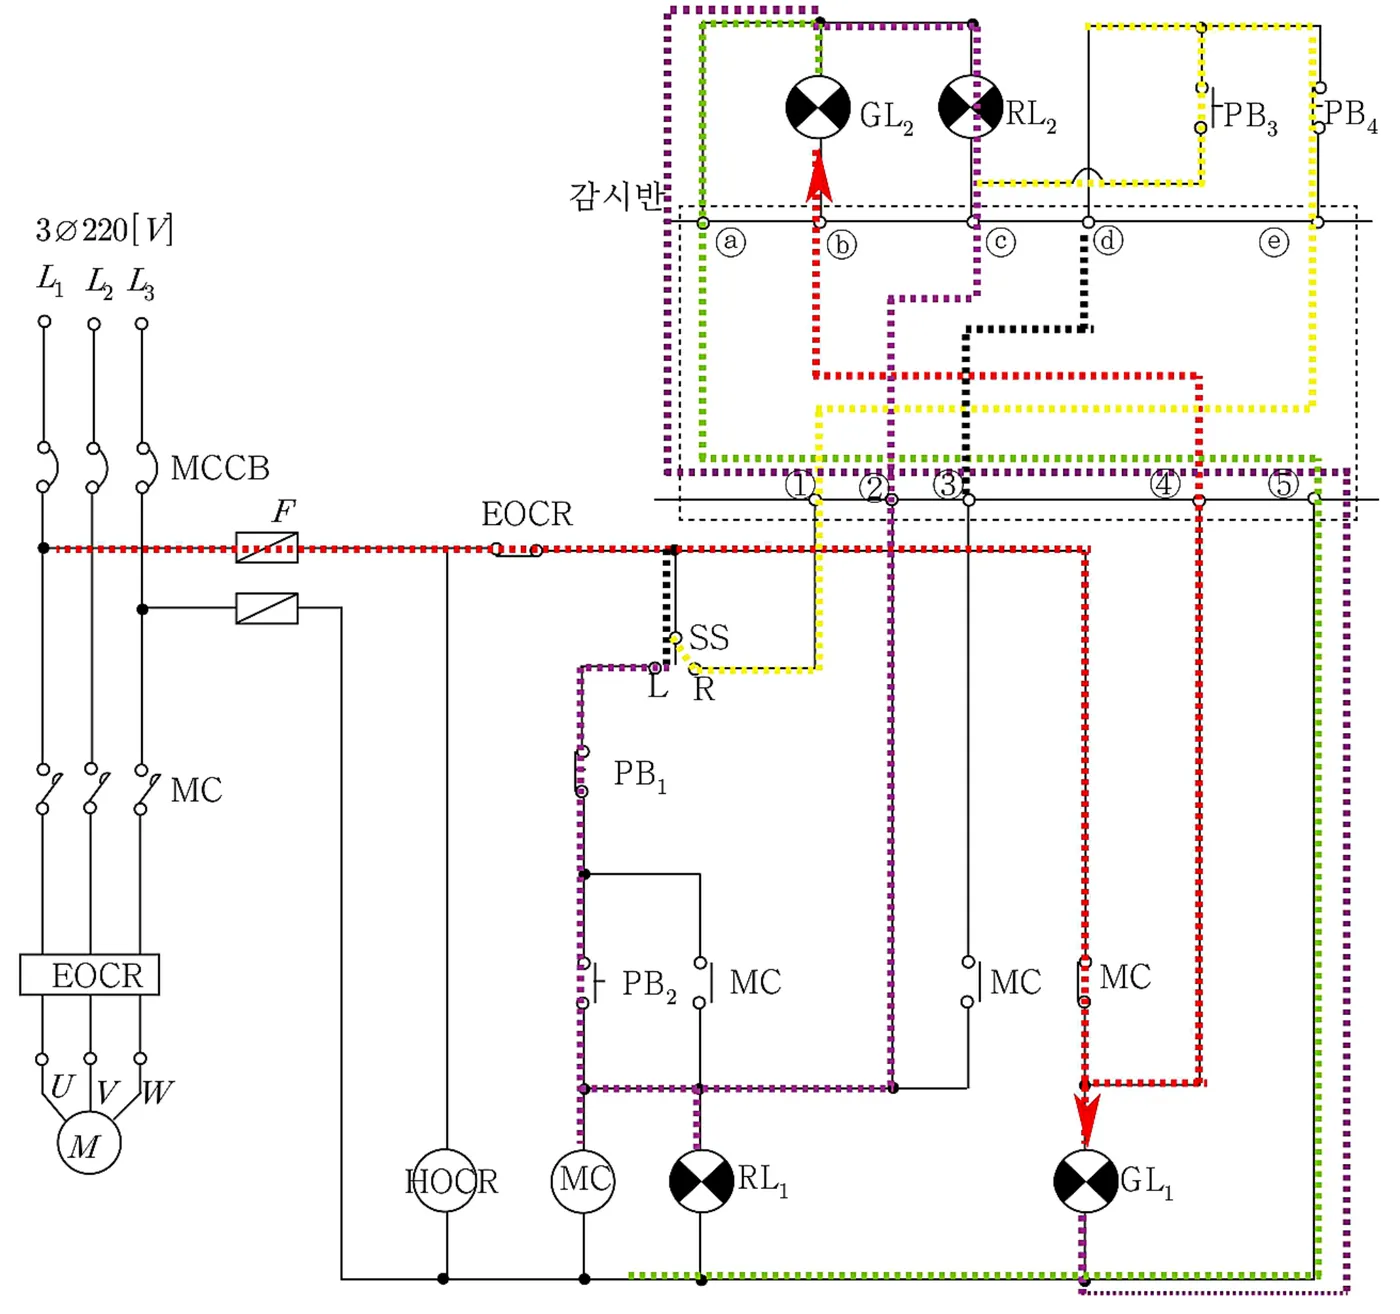 GL₂
RL₂
PB₃
PB₄
감시반
ⓐ
ⓑ
ⓒ
ⓓ
ⓔ
3∅220[V]
L₁
L₂
L₃
MCCB
F
EOCR
①
②
③
④
⑤
SS
L
R
MC
PB₁
EOCR
PB₂
MC
MC
MC
U
V
W
M
HOCR
MC
RL₁
GL₁